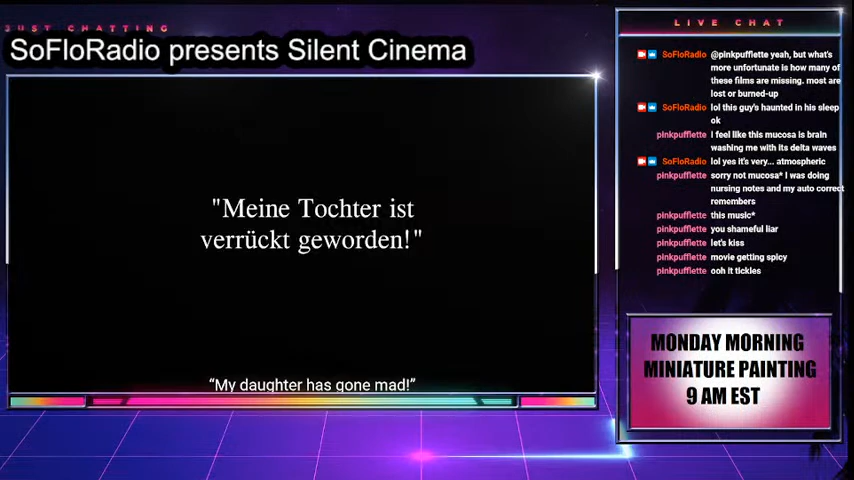 JUST CHATTING
SoFloRadio presents Silent Cinema
"Meine Tochter ist
verrückt geworden!"
“My daughter has gone mad!”
LIVE CHAT
SoFloRadio @pinkpufflette yeah, but what's
more unfortunate is how many of
these films are missing. most are
lost or burned-up
SoFloRadio lol this guy's haunted in his sleep
ok
pinkpufflette I feel like this mucosa is brain
washing me with its delta waves
SoFloRadio lol yes it's very... atmospheric
pinkpufflette sorry not mucosa* I was doing
nursing notes and my auto correct
remembers
pinkpufflette this music*
pinkpufflette you shameful liar
pinkpufflette let's kiss
pinkpufflette movie getting spicy
pinkpufflette ooh it tickles
MONDAY MORNING
MINIATURE PAINTING
9 AM EST